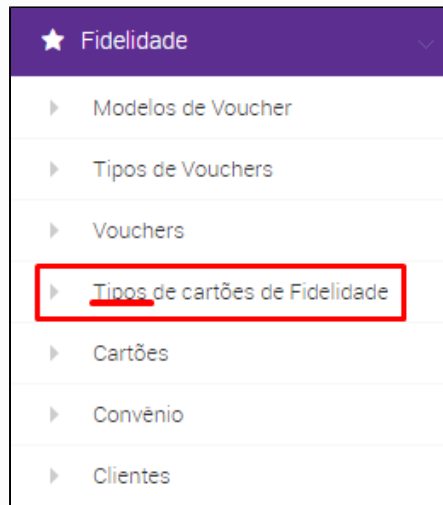 Fidelidade
Modelos de Voucher
Tipos de Vouchers
Vouchers
Tipos de cartões de Fidelidade
Cartões
Convênio
Clientes